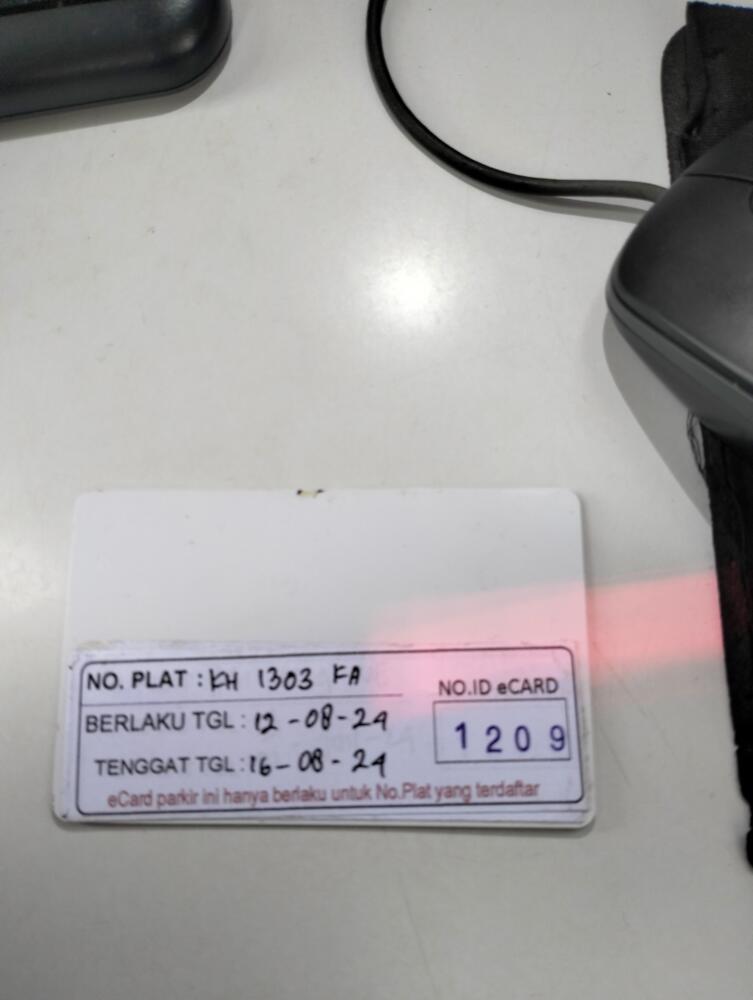 NO. PLAT : KH 1303 FA
NO.ID eCARD
BERLAKU TGL : 12-08-24
1209
TENGGAT TGL : 16-08-24
eCard parkir ini hanya berlaku untuk No.Plat yang terdaftar